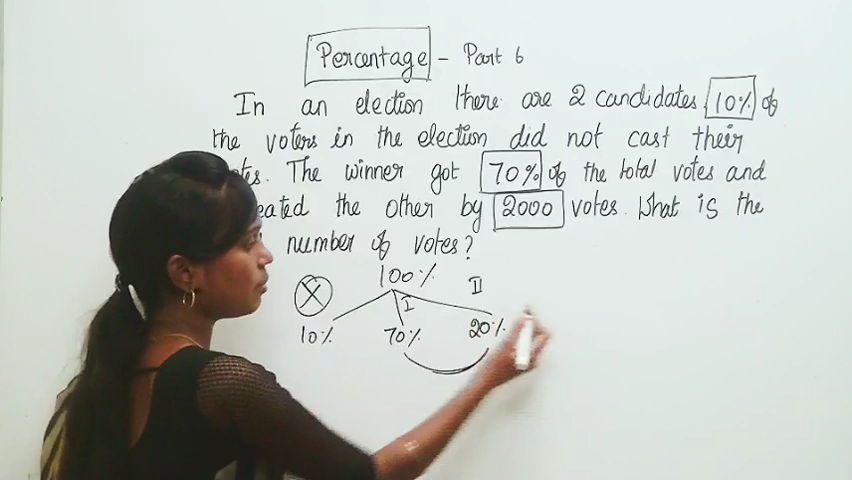 Percentage - Part 6
In an election there are 2 candidates. 10% of
the voters in the election did not cast their
The winner got 70% of the total votes and
the other by 2000 votes. What is the
number of votes?
100%
X I II
10% 70% 20%